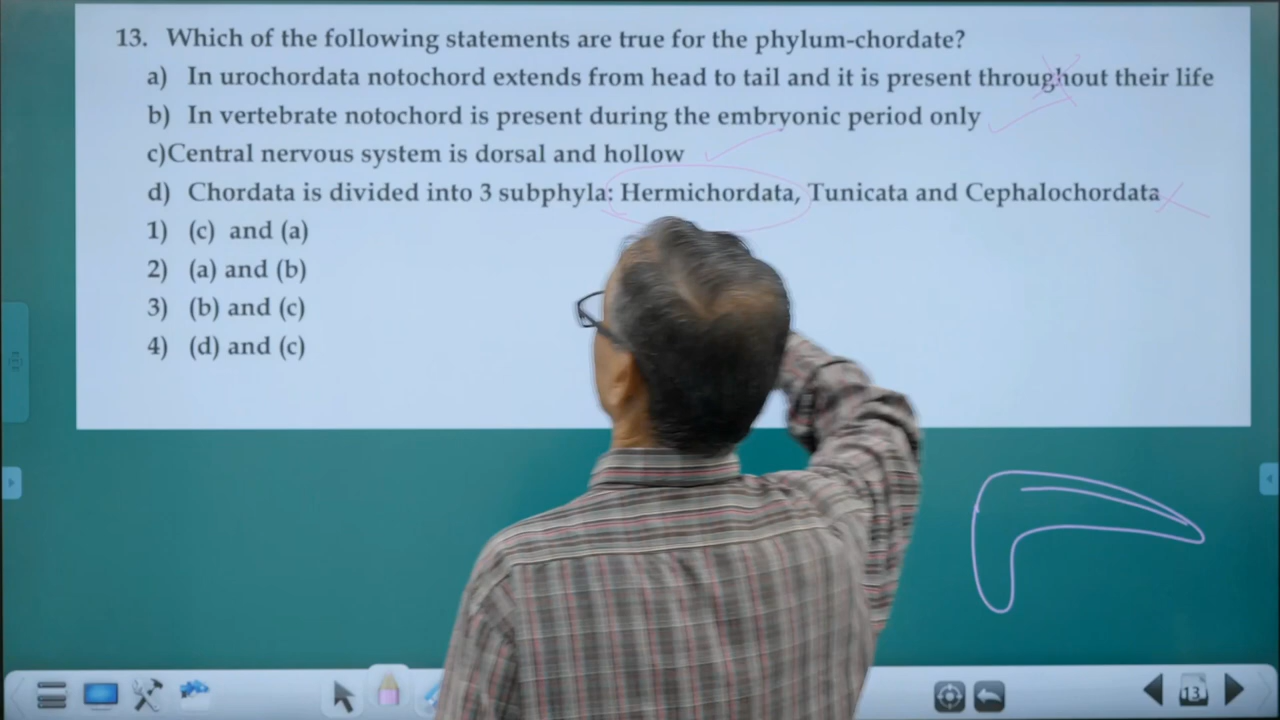 13. Which of the following statements are true for the phylum-chordate?
a) In urochordata notochord extends from head to tail and it is present throughout their life
b) In vertebrate notochord is present during the embryonic period only
c)Central nervous system is dorsal and hollow
d) Chordata is divided into 3 subphyla: Hermichordata, Tunicata and Cephalochordata
1) (c) and (a)
2) (a) and (b)
3) (b) and (c)
4) (d) and (c)
13